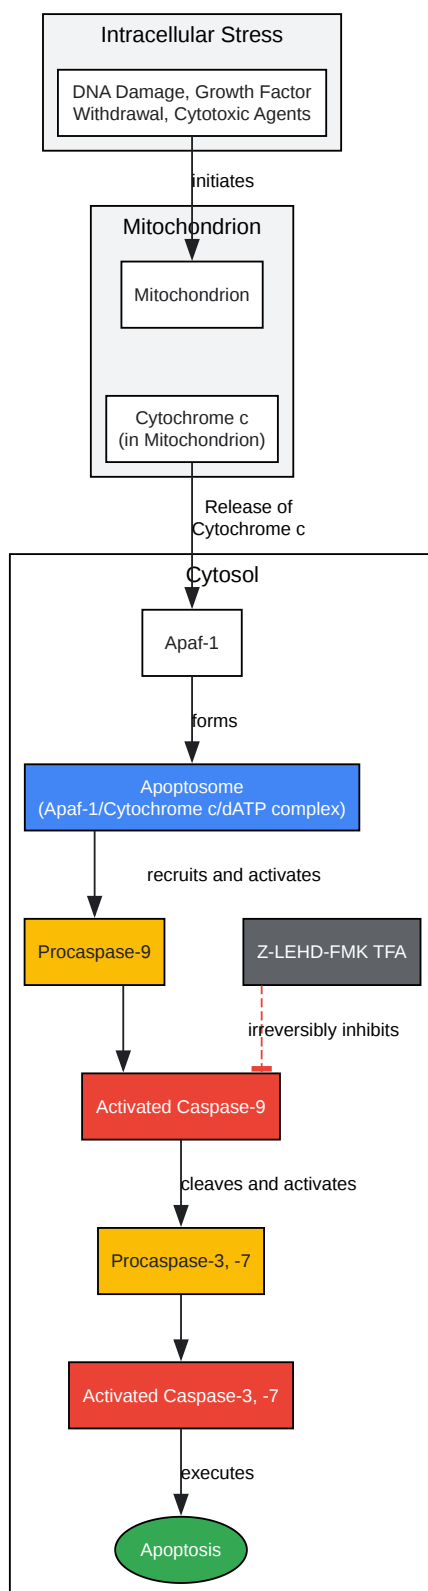 Intracellular Stress
DNA Damage, Growth Factor
Withdrawal, Cytotoxic Agents
initiates
Mitochondrion
Mitochondrion
Cytochrome c
(in Mitochondrion)
Release of
Cytochrome c
Cytosol
Apaf-1
forms
Apoptosome
(Apaf-1/Cytochrome c/dATP complex)
recruits and activates
Procaspase-9
Z-LEHD-FMK TFA
irreversibly inhibits
Activated Caspase-9
cleaves and activates
Procaspase-3, -7
Activated Caspase-3, -7
executes
Apoptosis